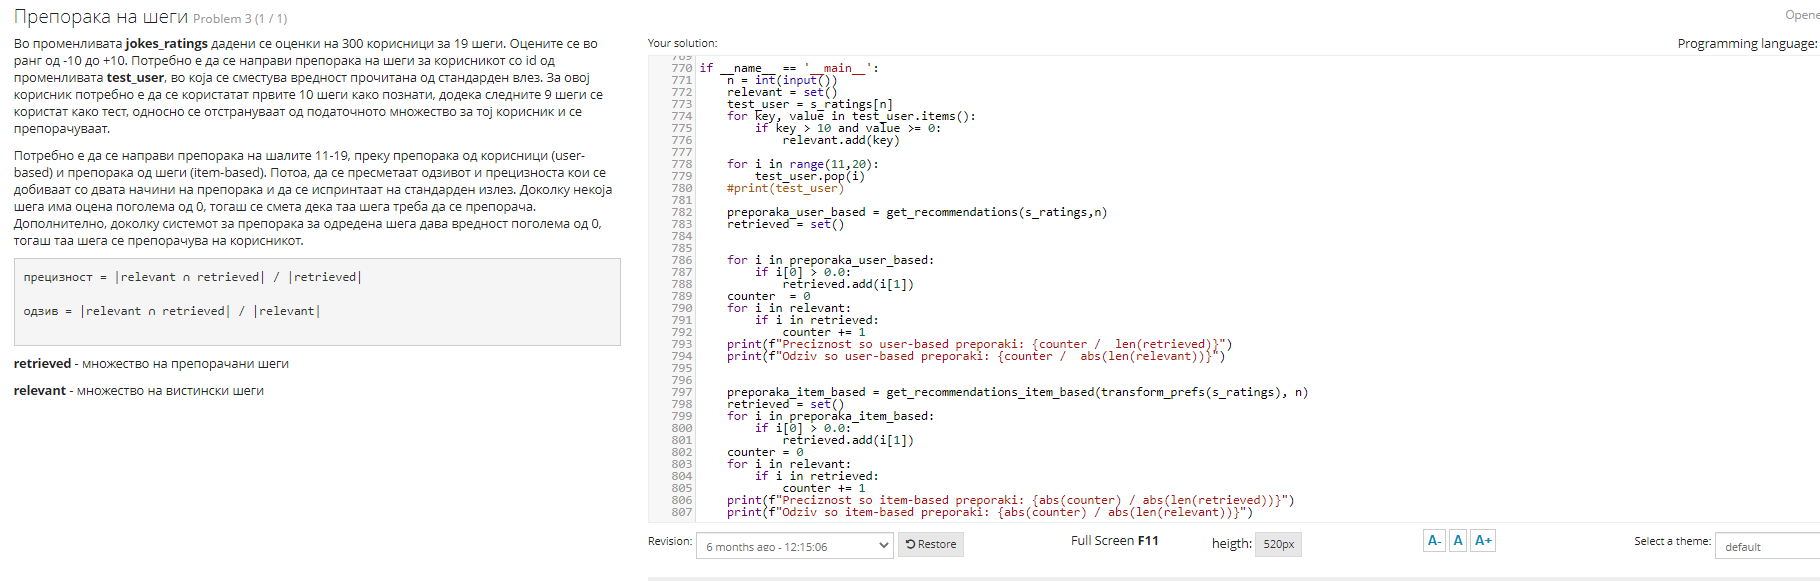 Препорака на шеги Problem 3 (1 / 1)
Opene
Во променливата jokes_ratings дадени се оценки на 300 корисници за 19 шеги. Оцените се во
ранг од -10 до +10. Потребно е да се направи препорака на шеги за корисникот со id од
променливата test_user, во која се сместува вредност прочитана од стандарден влез. За овој
корисник потребно е да се користатат првите 10 шеги како познати, додека следните 9 шеги се
користат како тест, односно се отстрануваат од податочното множество за тој корисник и се
препорачуваат.
Потребно е да се направи препорака на шалите 11-19, преку препорака од корисници (user-
based) и препорака од шеги (item-based). Потоа, да се пресметаат одзивот и прецизноста кои се
добиваат со двата начини на препорака и да се испринтаат на стандарден излез. Доколку некоја
шега има оцена поголема од 0, тогаш се смета дека таа шега треба да се препорача.
Дополнително, доколку системот за препорака за одредена шега дава вредност поголема од 0,
тогаш таа шега се препорачува на корисникот.
прецизност = |relevant ∩ retrieved| / |retrieved|
одзив = |relevant ∩ retrieved| / |relevant|
retrieved - множество на препорачани шеги
relevant - множество на вистински шеги
Your solution:
Programming language:
769
770 if __name__ == '__main__':
771     n = int(input())
772     relevant = set()
773     test_user = s_ratings[n]
774     for key, value in test_user.items():
775         if key > 10 and value >= 0:
776             relevant.add(key)
777
778     for i in range(11,20):
779         test_user.pop(i)
780     #print(test_user)
781
782     preporaka_user_based = get_recommendations(s_ratings,n)
783     retrieved = set()
784
785
786     for i in preporaka_user_based:
787         if i[0] > 0.0:
788             retrieved.add(i[1])
789     counter  = 0
790     for i in relevant:
791         if i in retrieved:
792             counter += 1
793     print(f"Preciznost so user-based preporaki: {counter /  len(retrieved)}")
794     print(f"Odziv so user-based preporaki: {counter /  abs(len(relevant))}")
795
796
797     preporaka_item_based = get_recommendations_item_based(transform_prefs(s_ratings), n)
798     retrieved = set()
799     for i in preporaka_item_based:
800         if i[0] > 0.0:
801             retrieved.add(i[1])
802     counter = 0
803     for i in relevant:
804         if i in retrieved:
805             counter += 1
806     print(f"Preciznost so item-based preporaki: {abs(counter) / abs(len(retrieved))}")
807     print(f"Odziv so item-based preporaki: {abs(counter) / abs(len(relevant))}")
Revision: 6 months ago - 12:15:06 Restore Full Screen F11 heigth: 520px A- A A+ Select a theme: default